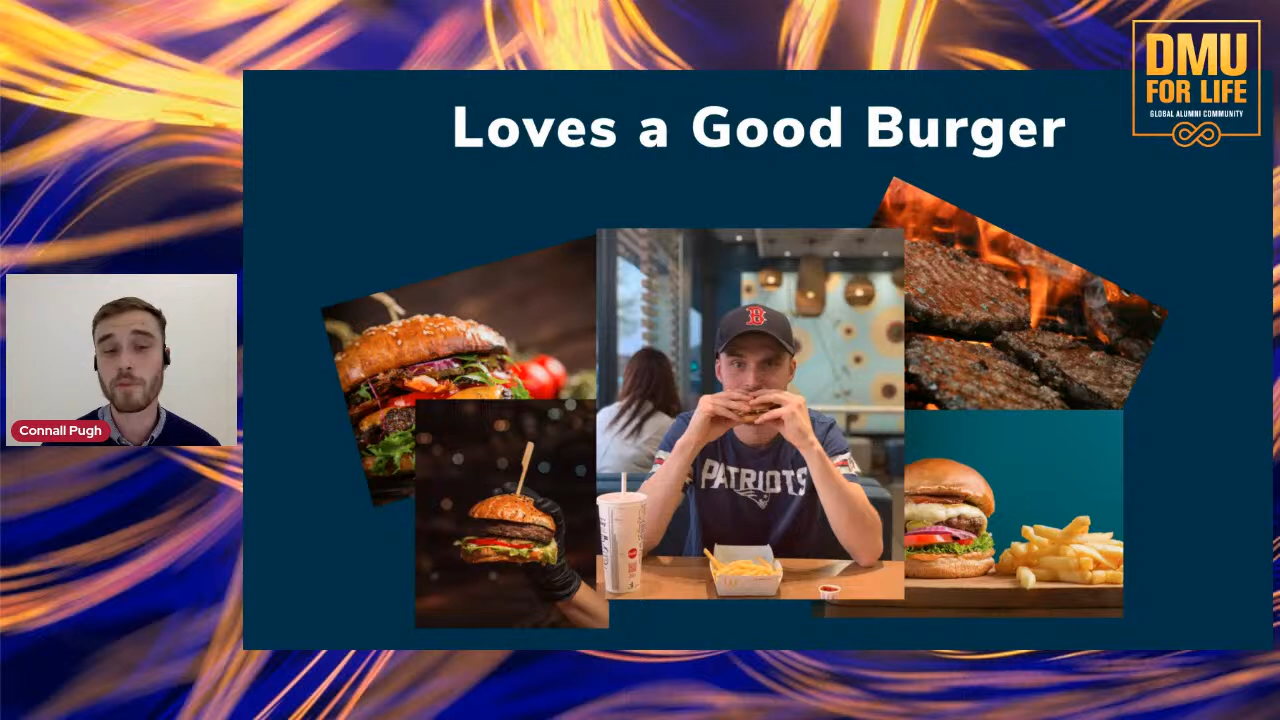 Loves a Good Burger
DMU
FOR LIFE
GLOBAL ALUMNI COMMUNITY
B
PATRIOTS
Connall Pugh